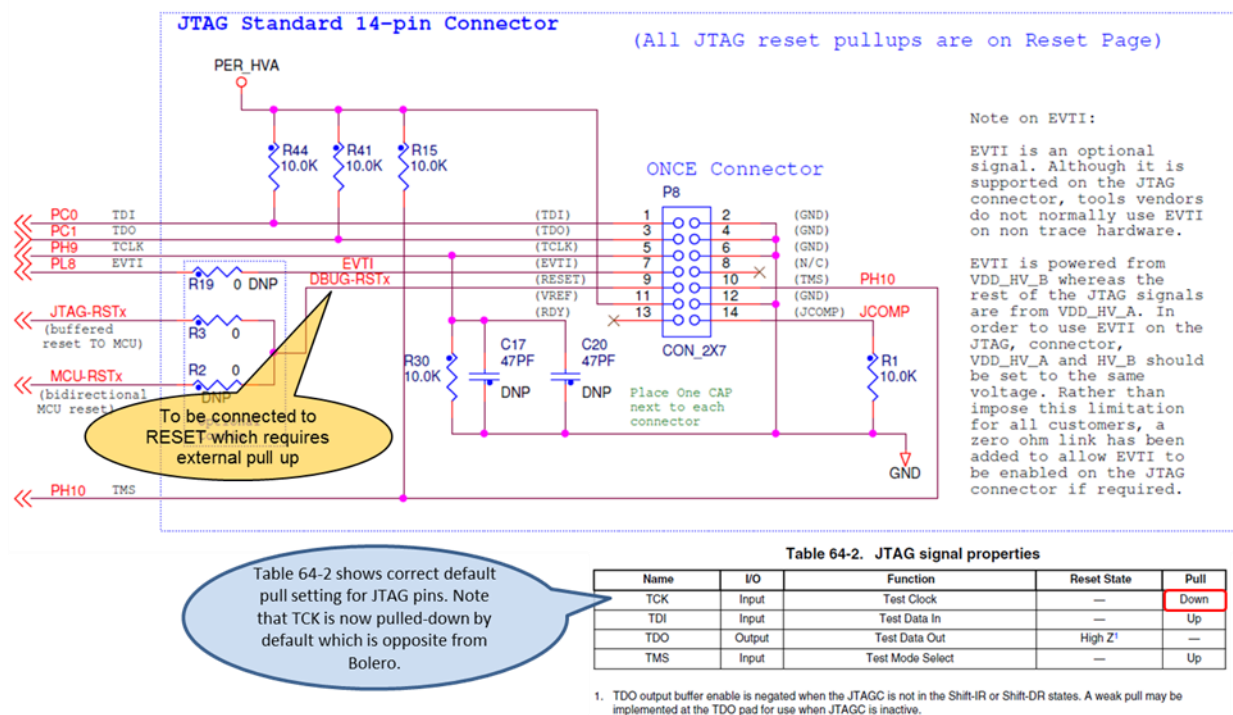 JTAG Standard 14-pin Connector
(All JTAG reset pullups are on Reset Page)
PER_HVA
R44
10.0K
R41
10.0K
R15
10.0K
ONCE Connector
P8
PC0 TDI (TDI) 1 2 (GND)
PC1 TDO (TDO) 3 4 (GND)
PH9 TCLK (TCLK) 5 6 (GND)
PL8 EVTI EVTI (EVTI) 7 8 (N/C)
R19 0 DNP
DBUG-RSTx (RESET) 9 10 (TMS) PH10
(VREF) 11 12 (GND)
(RDY) 13 14 (JCOMP) JCOMP
CON_2X7
JTAG-RSTx
(buffered
reset TO MCU)
R3 0
R2 0
DNP
MCU-RSTx
(bidirectional
MCU reset)
R30
10.0K
C17
47PF
DNP
C20
47PF
DNP
Place One CAP
next to each
connector
R1
10.0K
GND
To be connected to
RESET which requires
external pull up
PH10 TMS
Note on EVTI:
EVTI is an optional
signal. Although it is
supported on the JTAG
connector, tools vendors
do not normally use EVTI
on non trace hardware.
EVTI is powered from
VDD_HV_B whereas the
rest of the JTAG signals
are from VDD_HV_A. In
order to use EVTI on the
JTAG, connector,
VDD_HV_A and HV_B should
be set to the same
voltage. Rather than
impose this limitation
for all customers, a
zero ohm link has been
added to allow EVTI to
be enabled on the JTAG
connector if required.
Table 64-2 shows correct default
pull setting for JTAG pins. Note
that TCK is now pulled-down by
default which is opposite from
Bolero.
Table 64-2. JTAG signal properties
Name I/O Function Reset State Pull
TCK Input Test Clock — Down
TDI Input Test Data In — Up
TDO Output Test Data Out High Z1 —
TMS Input Test Mode Select — Up
1. TDO output buffer enable is negated when the JTAGC is not in the Shift-IR or Shift-DR states. A weak pull may be
implemented at the TDO pad for use when JTAGC is inactive.